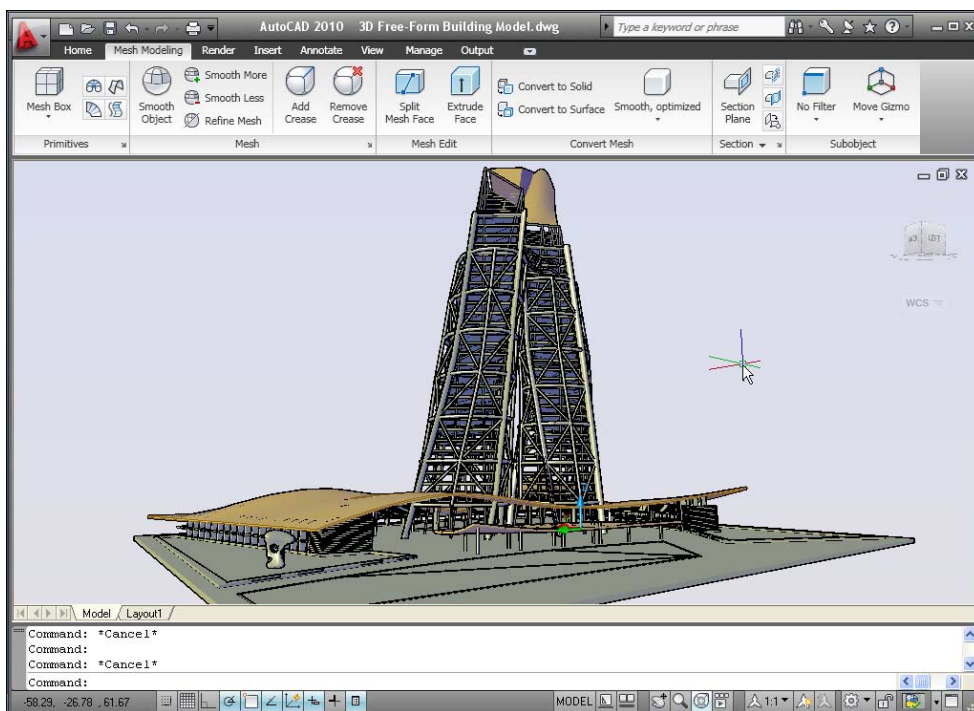 AutoCAD 2010 3D Free-Form Building Model.dwg
Type a keyword or phrase
Home Mesh Modeling Render Insert Annotate View Manage Output
Mesh Box
Smooth Object
Smooth More
Smooth Less
Refine Mesh
Add Crease
Remove Crease
Split Mesh Face
Extrude Face
Convert to Solid
Convert to Surface
Smooth, optimized
Section Plane
No Filter
Move Gizmo
Primitives Mesh Mesh Edit Convert Mesh Section Subobject
WCS
Model Layout1
Command: *Cancel*
Command:
Command: *Cancel*
Command:
-58.29, -26.78 , 61.67 MODEL 1:1